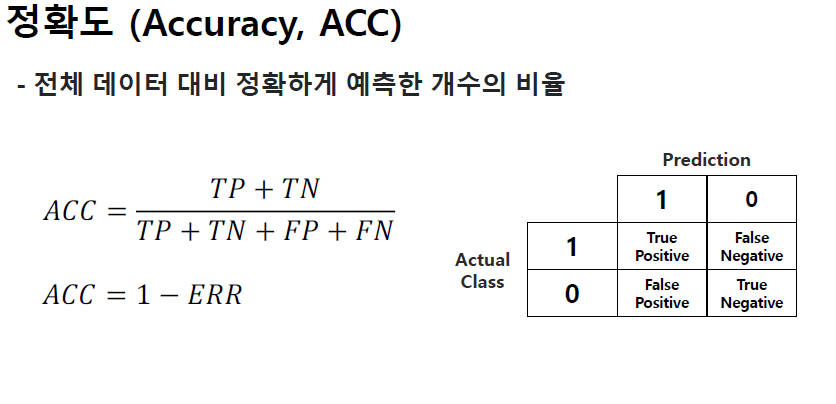 정확도 (Accuracy, ACC)
- 전체 데이터 대비 정확하게 예측한 개수의 비율
ACC = (TP + TN) / (TP + TN + FP + FN)
ACC = 1 − ERR
Prediction
1 0
Actual Class
1 True Positive False Negative
0 False Positive True Negative